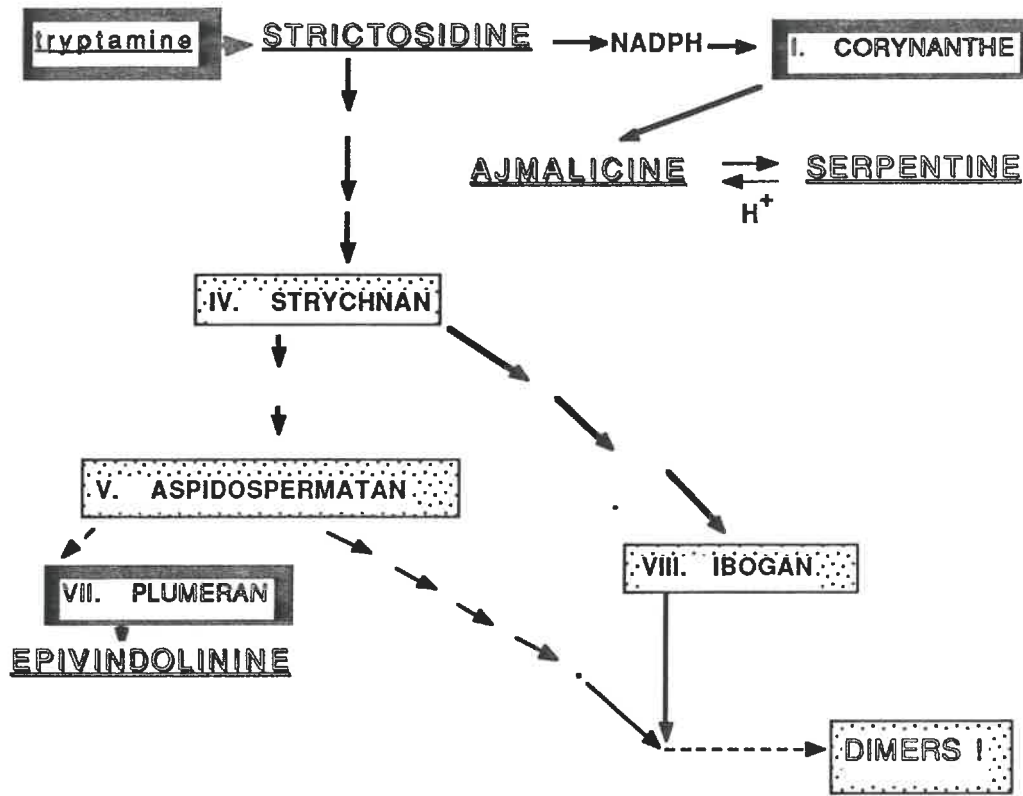 tryptamine
STRICTOSIDINE
NADPH
I. CORYNANTHE
AJMALICINE
SERPENTINE
H+
IV. STRYCHNAN
V. ASPIDOSPERMATAN
VIII. IBOGAN
VII. PLUMERAN
EPIVINDOLININE
DIMERS !